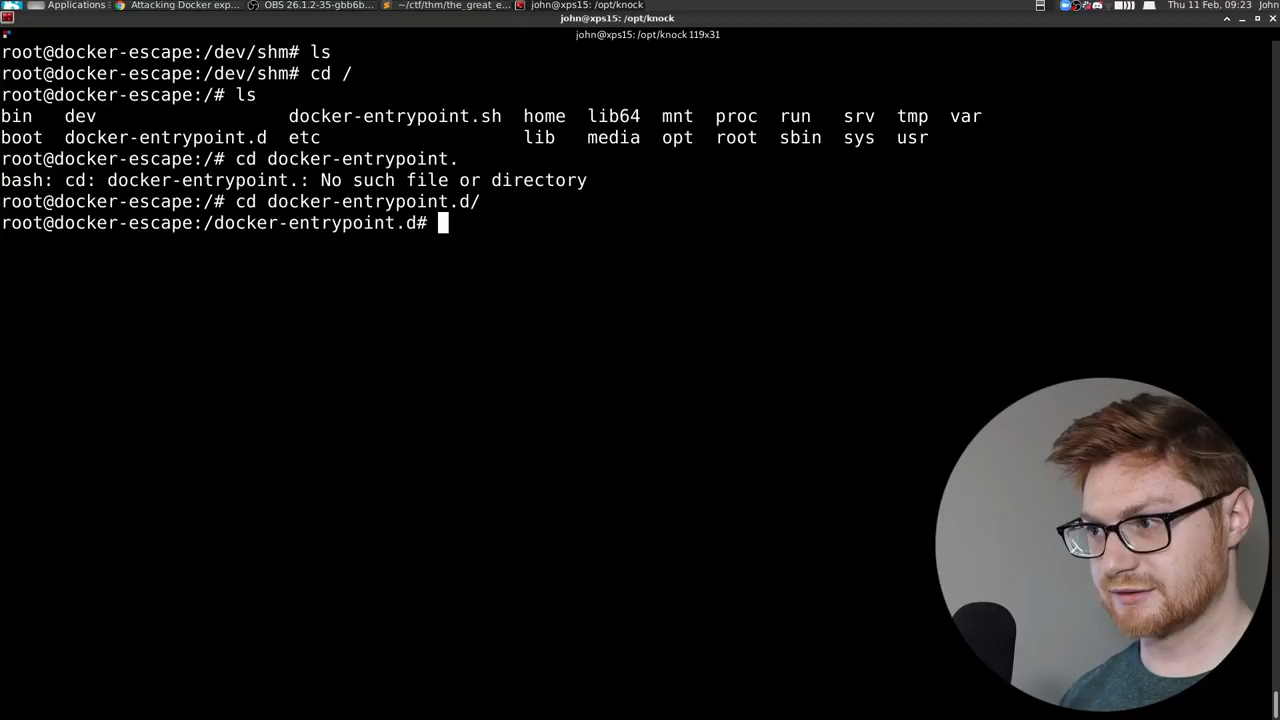 Applications
Attacking Docker exp...
OBS 26.1.2-35-gbb6b...
~/ctf/thm/the_great_e...
john@xps15: /opt/knock
Thu 11 Feb, 09:23 John
john@xps15: /opt/knock
john@xps15: /opt/knock 119x31
root@docker-escape:/dev/shm# ls
root@docker-escape:/dev/shm# cd /
root@docker-escape:/# ls
bin dev docker-entrypoint.sh home lib64 mnt proc run srv tmp var
boot docker-entrypoint.d etc lib media opt root sbin sys usr
root@docker-escape:/# cd docker-entrypoint.
bash: cd: docker-entrypoint.: No such file or directory
root@docker-escape:/# cd docker-entrypoint.d/
root@docker-escape:/docker-entrypoint.d#